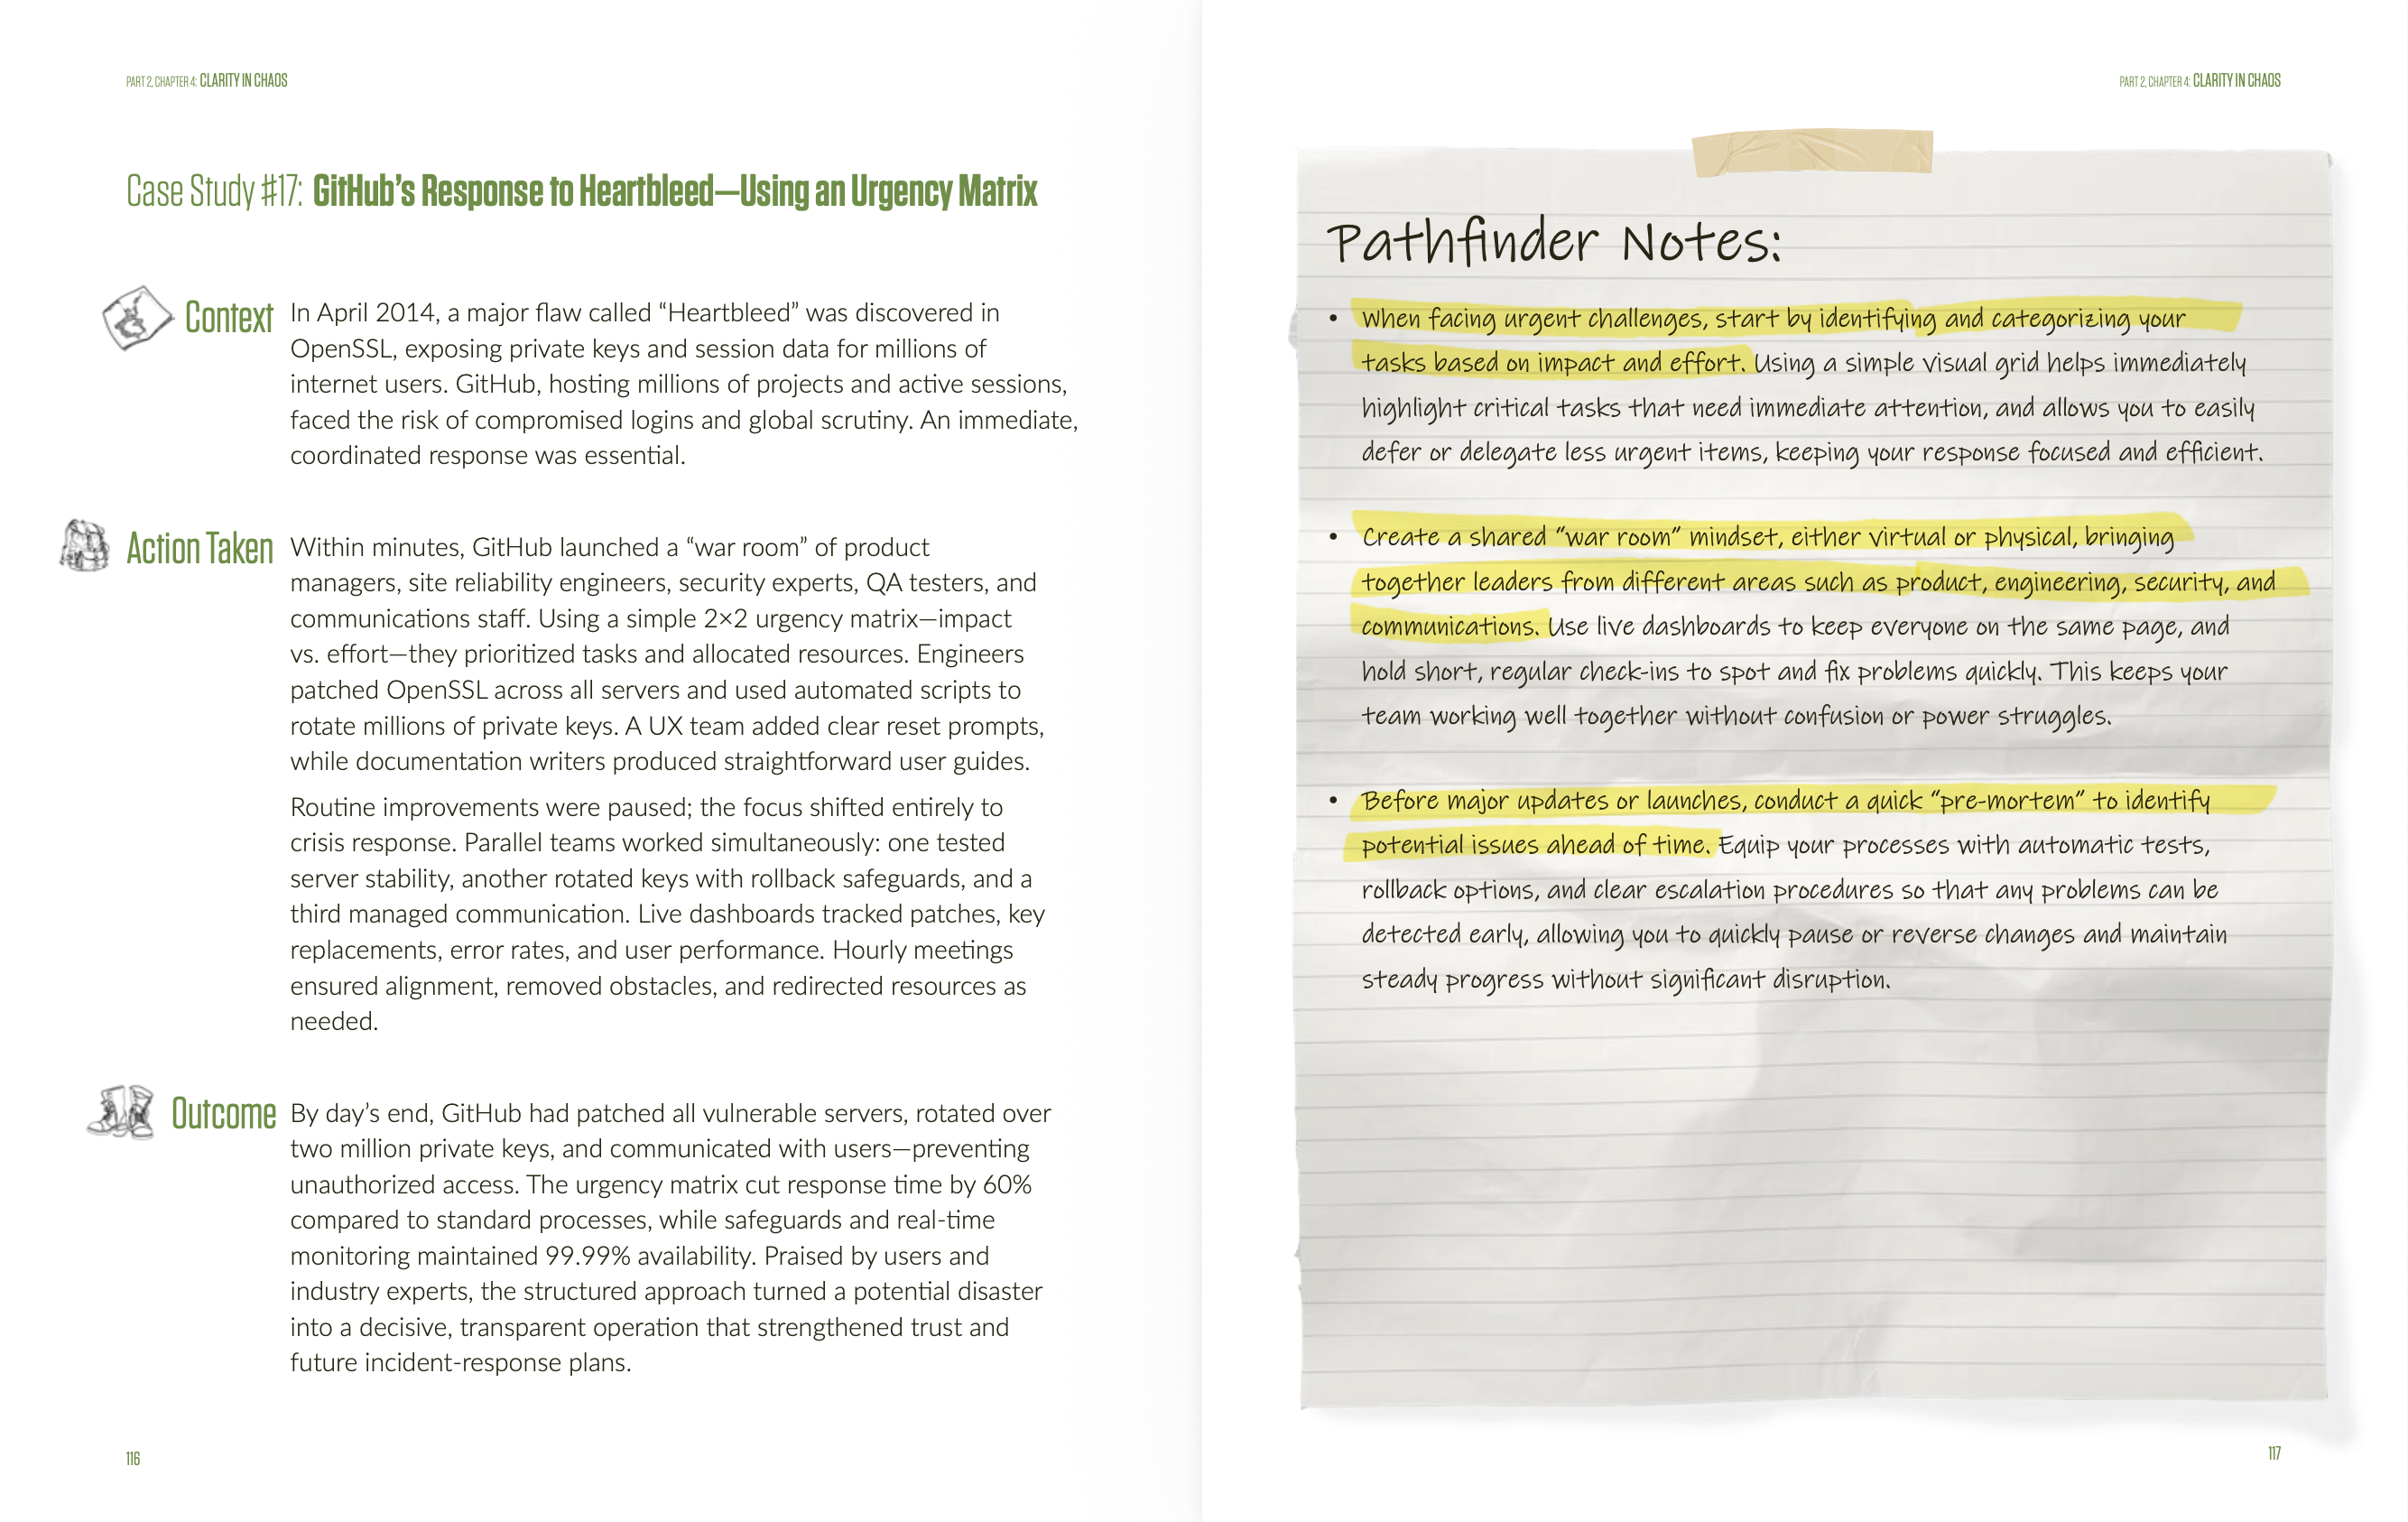 PART 2, CHAPTER 4: CLARITY IN CHAOS
Case Study #17: GitHub’s Response to Heartbleed—Using an Urgency Matrix
Context
In April 2014, a major flaw called “Heartbleed” was discovered in
OpenSSL, exposing private keys and session data for millions of
internet users. GitHub, hosting millions of projects and active sessions,
faced the risk of compromised logins and global scrutiny. An immediate,
coordinated response was essential.
Action Taken
Within minutes, GitHub launched a “war room” of product
managers, site reliability engineers, security experts, QA testers, and
communications staff. Using a simple 2×2 urgency matrix—impact
vs. effort—they prioritized tasks and allocated resources. Engineers
patched OpenSSL across all servers and used automated scripts to
rotate millions of private keys. A UX team added clear reset prompts,
while documentation writers produced straightforward user guides.
Routine improvements were paused; the focus shifted entirely to
crisis response. Parallel teams worked simultaneously: one tested
server stability, another rotated keys with rollback safeguards, and a
third managed communication. Live dashboards tracked patches, key
replacements, error rates, and user performance. Hourly meetings
ensured alignment, removed obstacles, and redirected resources as
needed.
Outcome
By day’s end, GitHub had patched all vulnerable servers, rotated over
two million private keys, and communicated with users—preventing
unauthorized access. The urgency matrix cut response time by 60%
compared to standard processes, while safeguards and real-time
monitoring maintained 99.99% availability. Praised by users and
industry experts, the structured approach turned a potential disaster
into a decisive, transparent operation that strengthened trust and
future incident-response plans.
116
PART 2, CHAPTER 4: CLARITY IN CHAOS
Pathfinder Notes:
• When facing urgent challenges, start by identifying and categorizing your
tasks based on impact and effort. Using a simple visual grid helps immediately
highlight critical tasks that need immediate attention, and allows you to easily
defer or delegate less urgent items, keeping your response focused and efficient.
• Create a shared “war room” mindset, either virtual or physical, bringing
together leaders from different areas such as product, engineering, security, and
communications. Use live dashboards to keep everyone on the same page, and
hold short, regular check-ins to spot and fix problems quickly. This keeps your
team working well together without confusion or power struggles.
• Before major updates or launches, conduct a quick “pre-mortem” to identify
potential issues ahead of time. Equip your processes with automatic tests,
rollback options, and clear escalation procedures so that any problems can be
detected early, allowing you to quickly pause or reverse changes and maintain
steady progress without significant disruption.
117